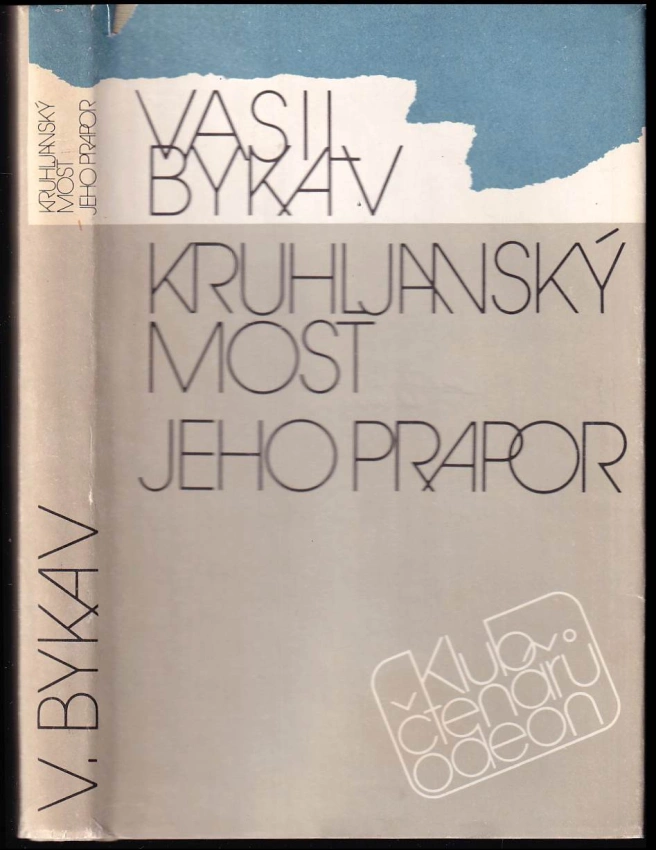 KRUHLJANSKÝ
MOST
JEHO PRAPOR
V. BYKAV
VASIL
BYKAV
KRUHLJANSKÝ
MOST
JEHO PRAPOR
Klub
čtenářů
odeon